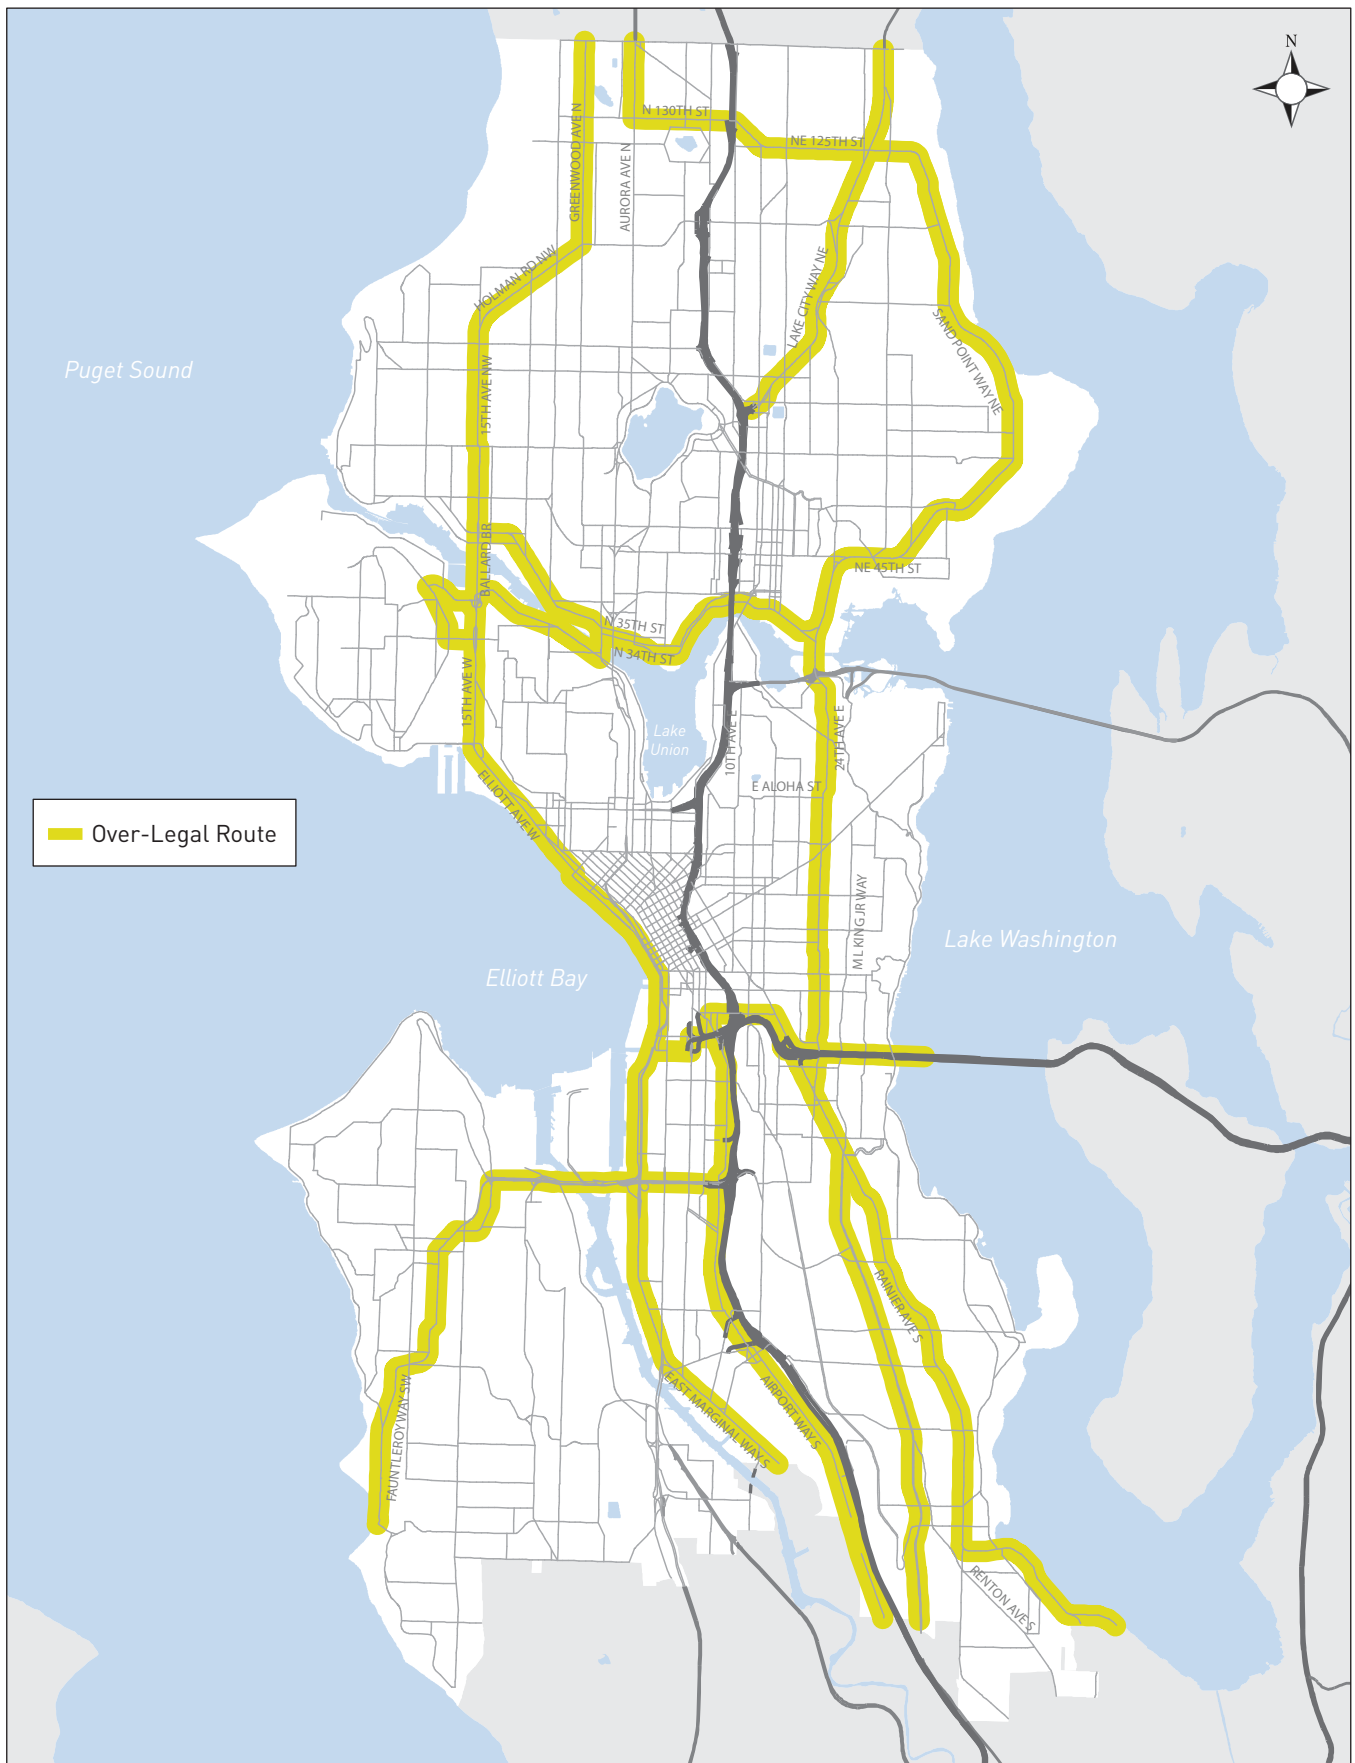 N
N 130TH ST
NE 125TH ST
GREENWOOD AVE N
AURORA AVE N
HOLMAN RD NW
LAKE CITY WAY NE
SAND POINT WAY NE
Puget Sound
15TH AVE NW
BALLARD BR
NE 45TH ST
N 35TH ST
N 34TH ST
15TH AVE W
Lake
Union
10TH AVE E
24TH AVE E
E ALOHA ST
ELLIOTT AVE W
Over-Legal Route
M L KING JR WAY
Lake Washington
Elliott Bay
RAINIER AVE S
AIRPORT WAY S
EAST MARGINAL WAY S
FAUNTLEROY WAY SW
RENTON AVE S